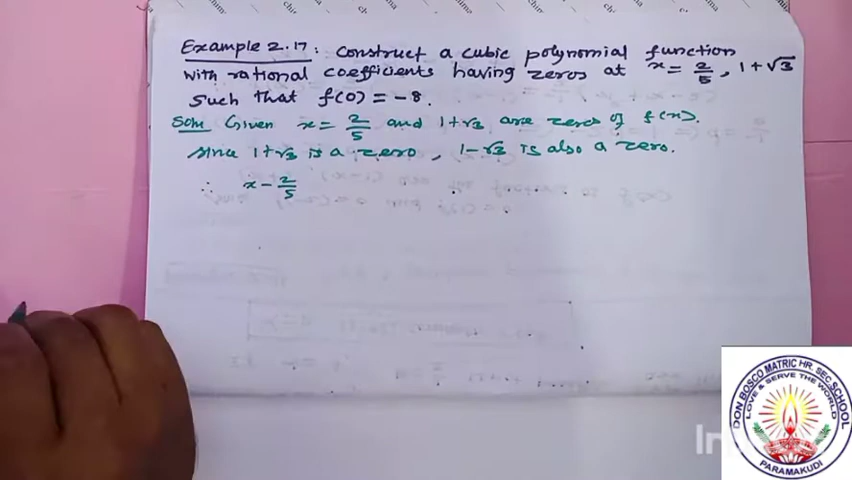 Example 2.17: Construct a cubic polynomial function
with rational coefficients having zeros at x = 2/5, 1+√3
such that f(0) = -8.
Soln Given x = 2/5 and 1+√3 are zeros of f(x).
Since 1+√3 is a zero, 1-√3 is also a zero.
∴ x - 2/5
DON BOSCO MATRIC HR. SEC SCHOOL
LOVE & SERVE THE WORLD
PARAMAKUDI